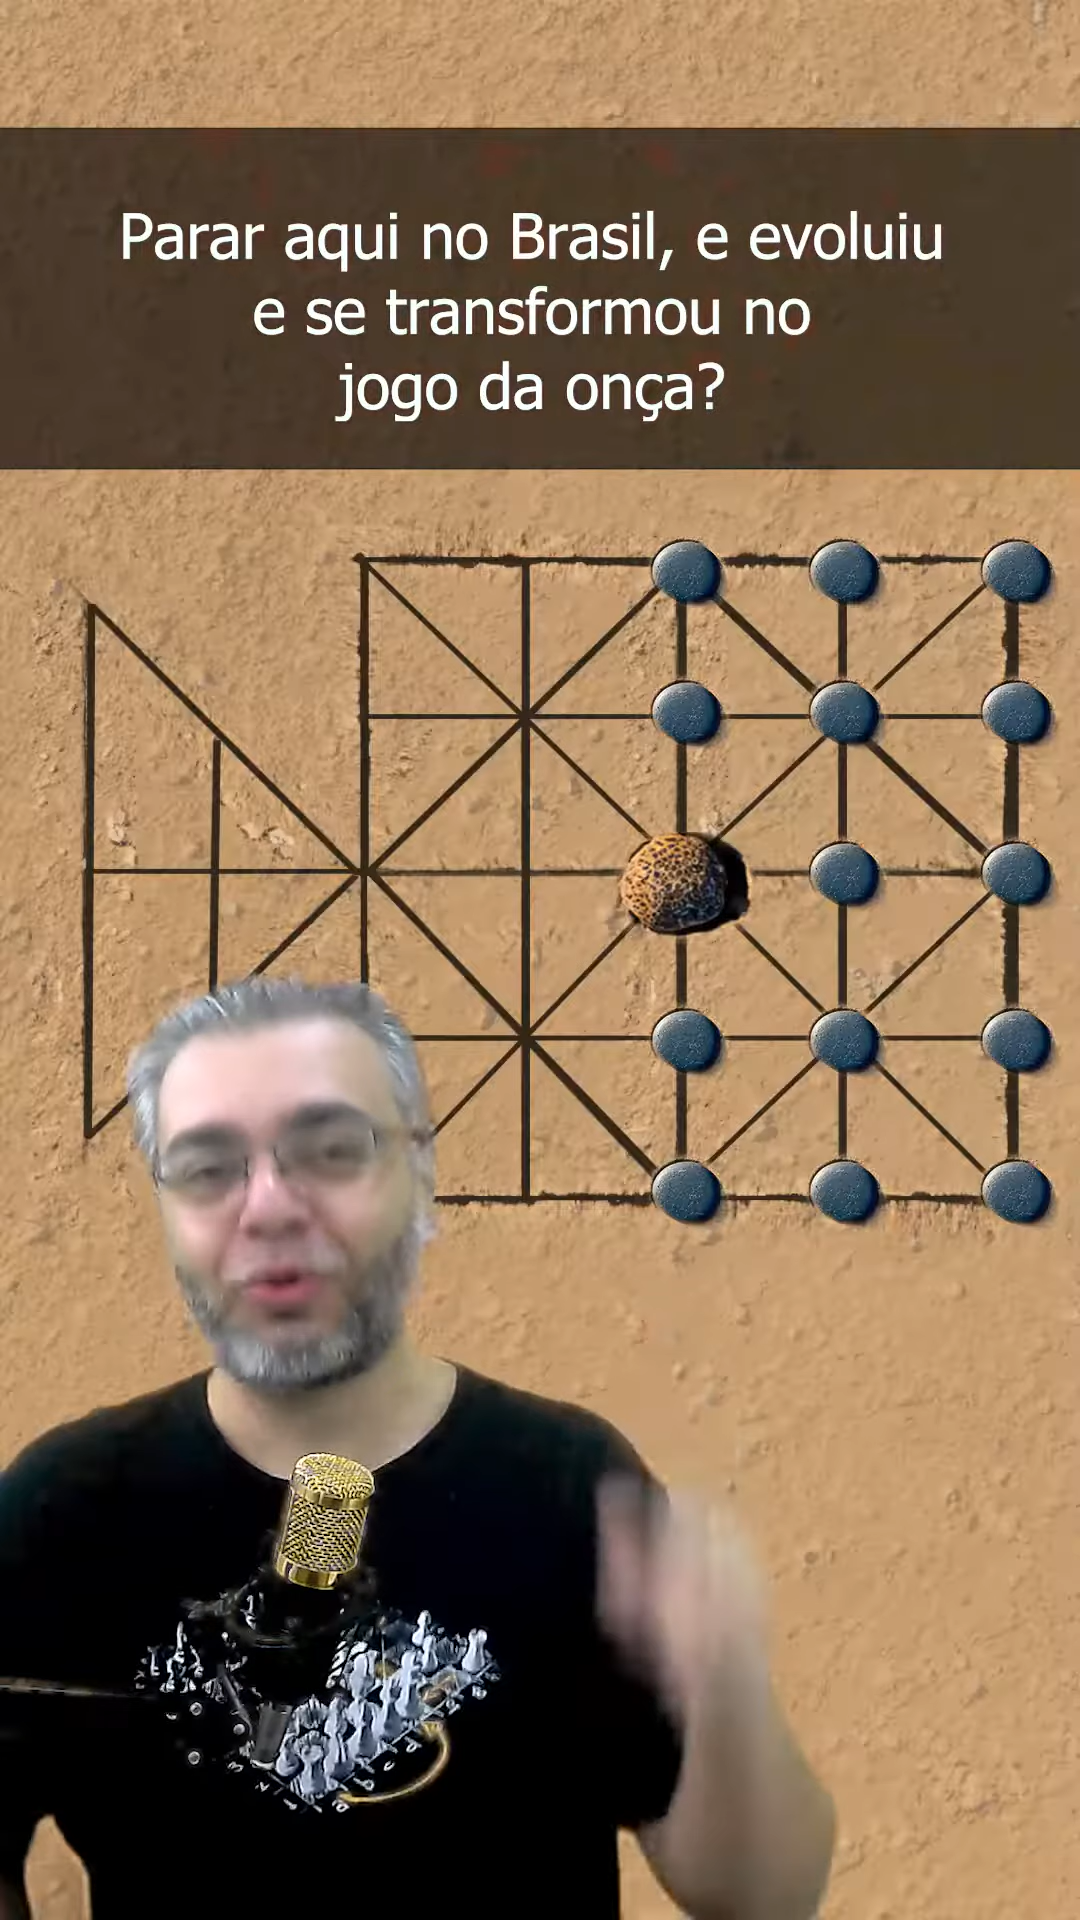 Parar aqui no Brasil, e evoluiu
e se transformou no
jogo da onça?